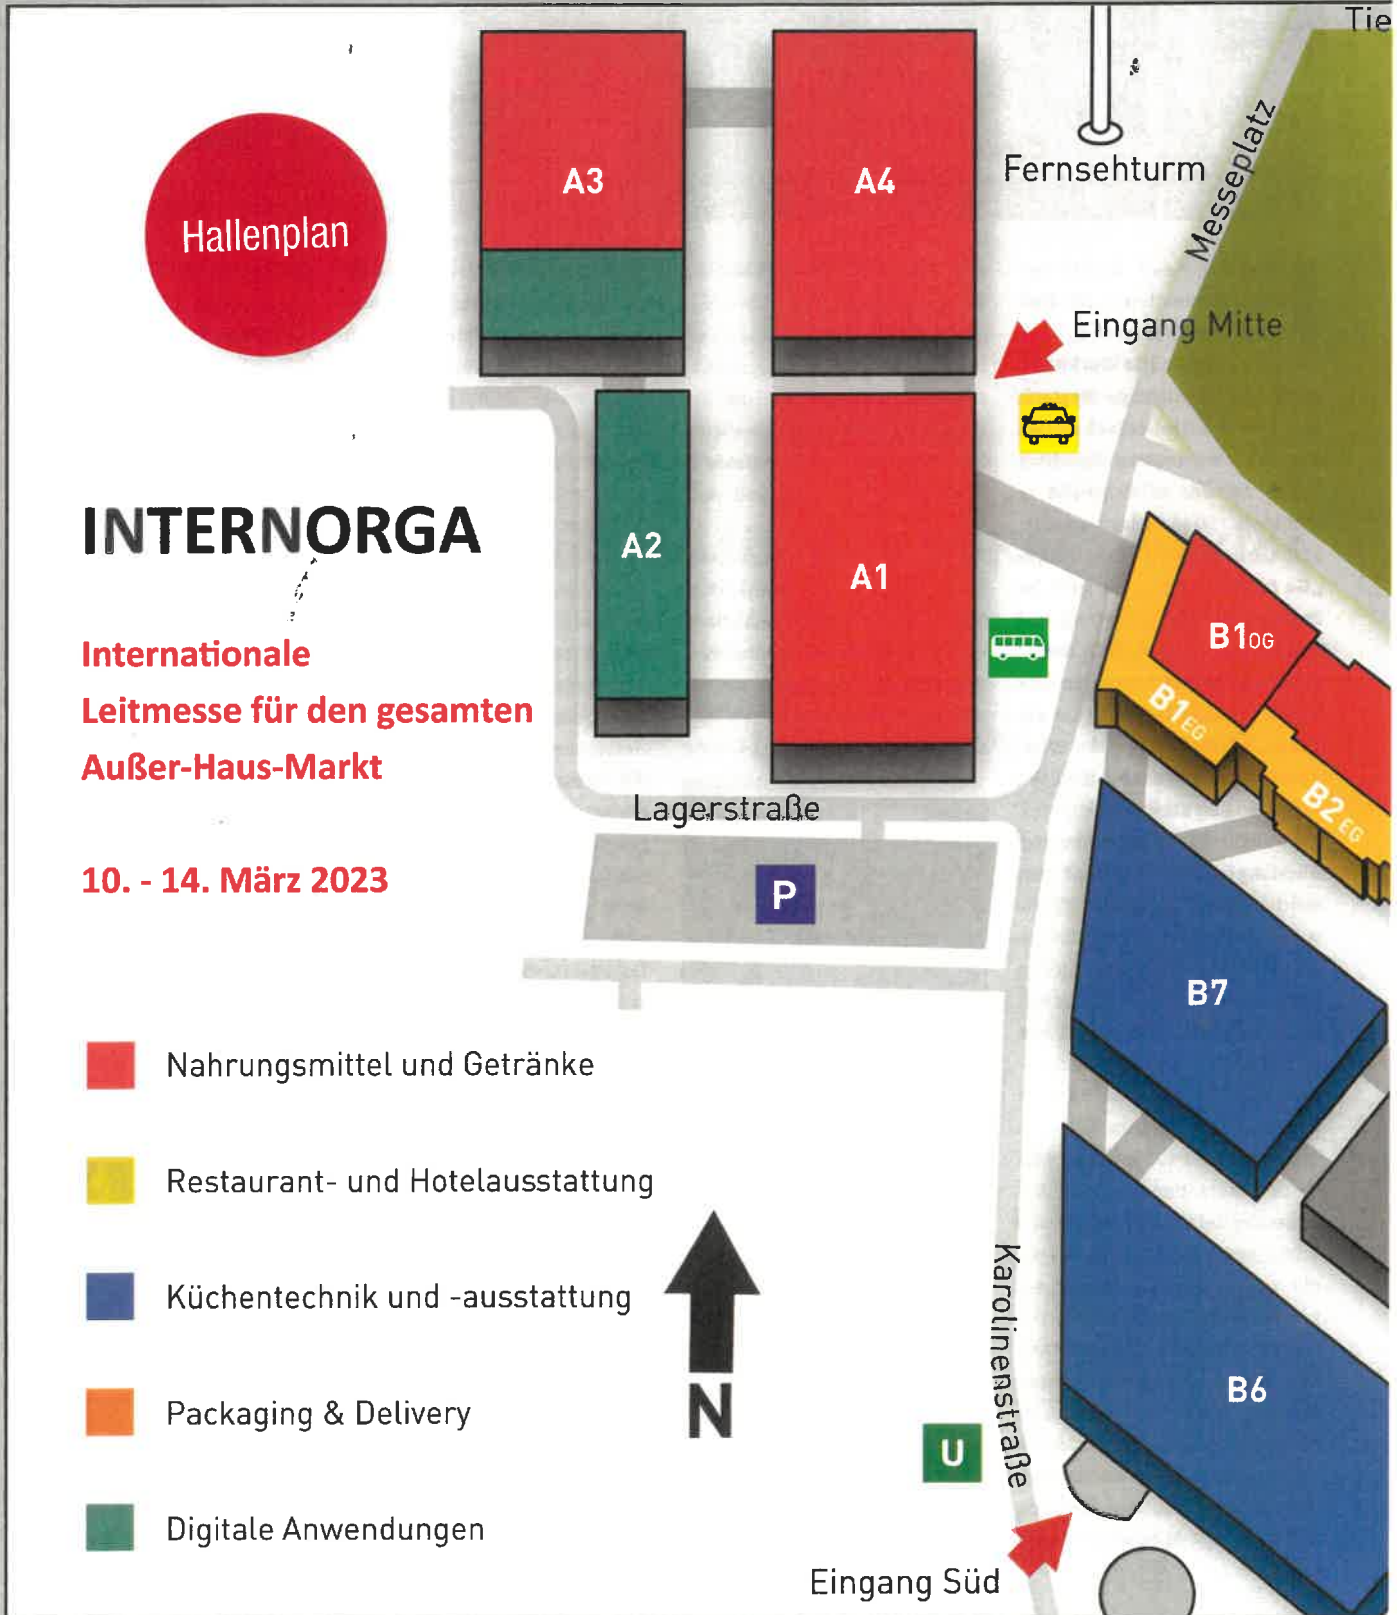 Tie
Hallenplan
A3
A4
Fernsehturm
Messeplatz
Eingang Mitte
INTERNORGA
A2
A1
B1OG
B1EG
B2EG
Internationale
Leitmesse für den gesamten
Außer-Haus-Markt
Lagerstraße
10. - 14. März 2023
P
B7
Nahrungsmittel und Getränke
Restaurant- und Hotelausstattung
Küchentechnik und -ausstattung
Packaging & Delivery
Digitale Anwendungen
N
Karolinenstraße
B6
U
Eingang Süd